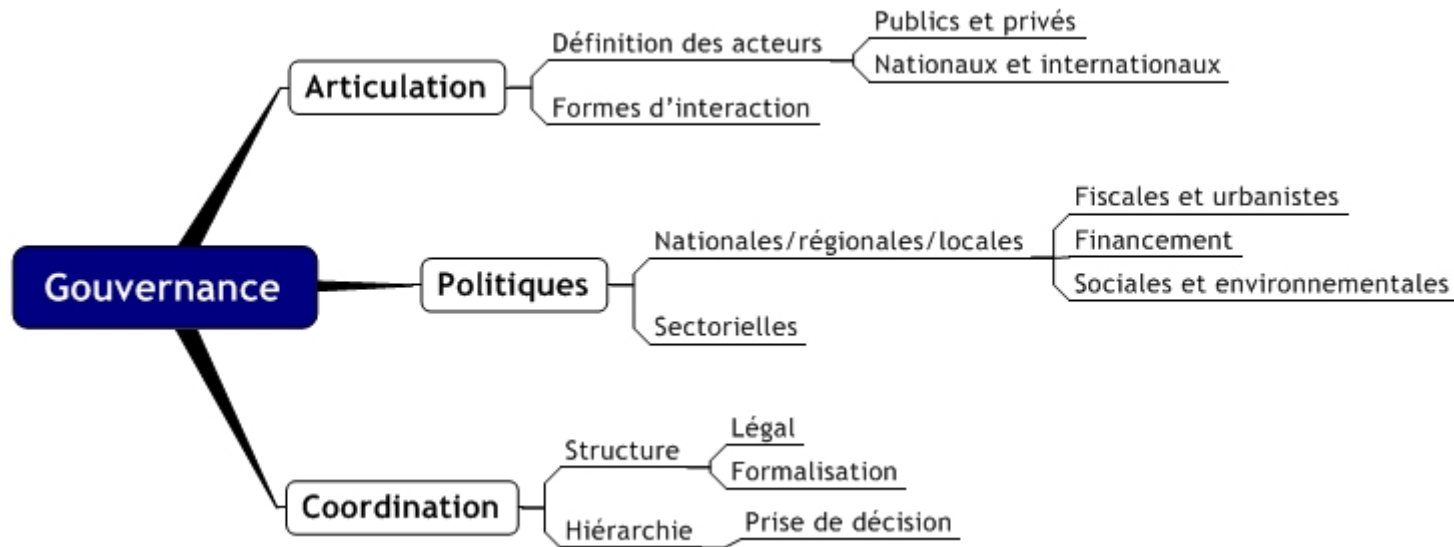 Gouvernance
Articulation
Définition des acteurs
Publics et privés
Nationaux et internationaux
Formes d'interaction
Politiques
Nationales/régionales/locales
Fiscales et urbanistes
Financement
Sociales et environnementales
Sectorielles
Coordination
Structure
Légal
Formalisation
Hiérarchie
Prise de décision